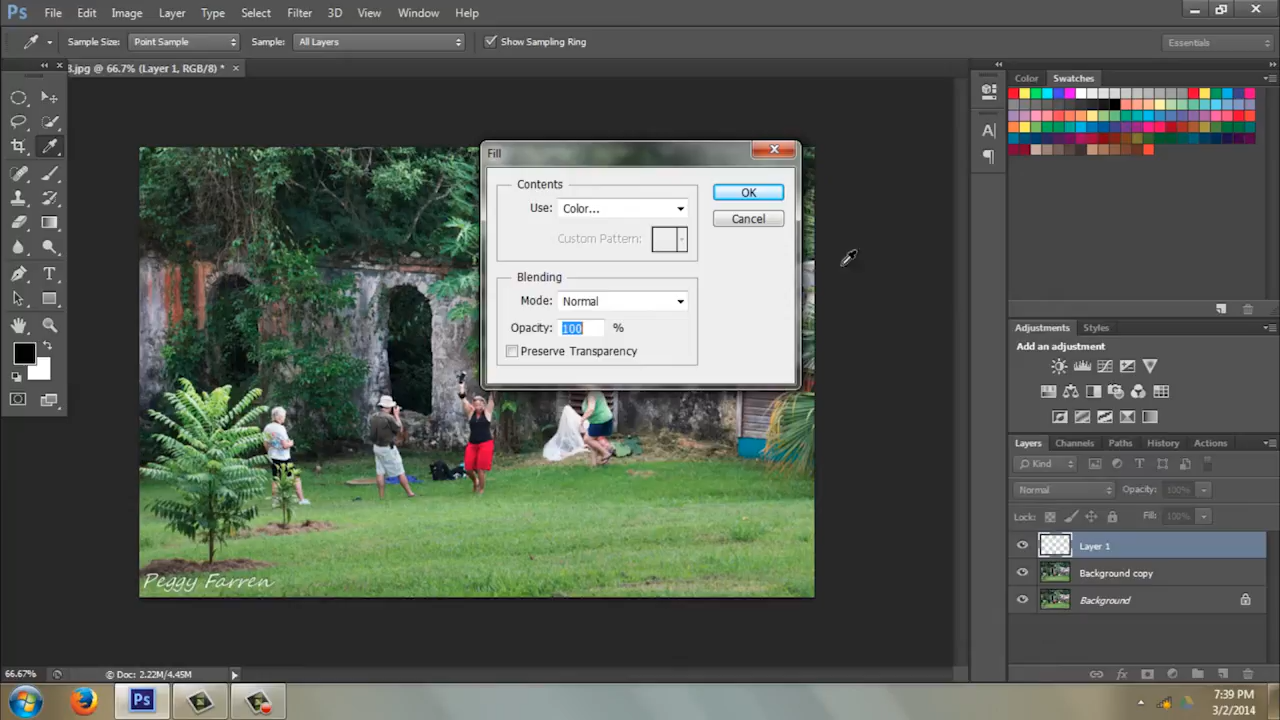 Ps File Edit Image Layer Type Select Filter 3D View Window Help
Sample Size: Point Sample Sample: All Layers Show Sampling Ring Essentials
3.jpg @ 66.7% (Layer 1, RGB/8) * ×
Color Swatches
Fill
Contents
Use: Color...
Custom Pattern:
OK
Cancel
Blending
Mode: Normal
Opacity: 100 %
Preserve Transparency
Adjustments Styles
Add an adjustment
Layers Channels Paths History Actions
Kind
Normal Opacity: 100%
Lock: Fill: 100%
Layer 1
Background copy
Background
Peggy Farren
66.67% Doc: 2.22M/4.45M
Ps
7:39 PM
3/2/2014